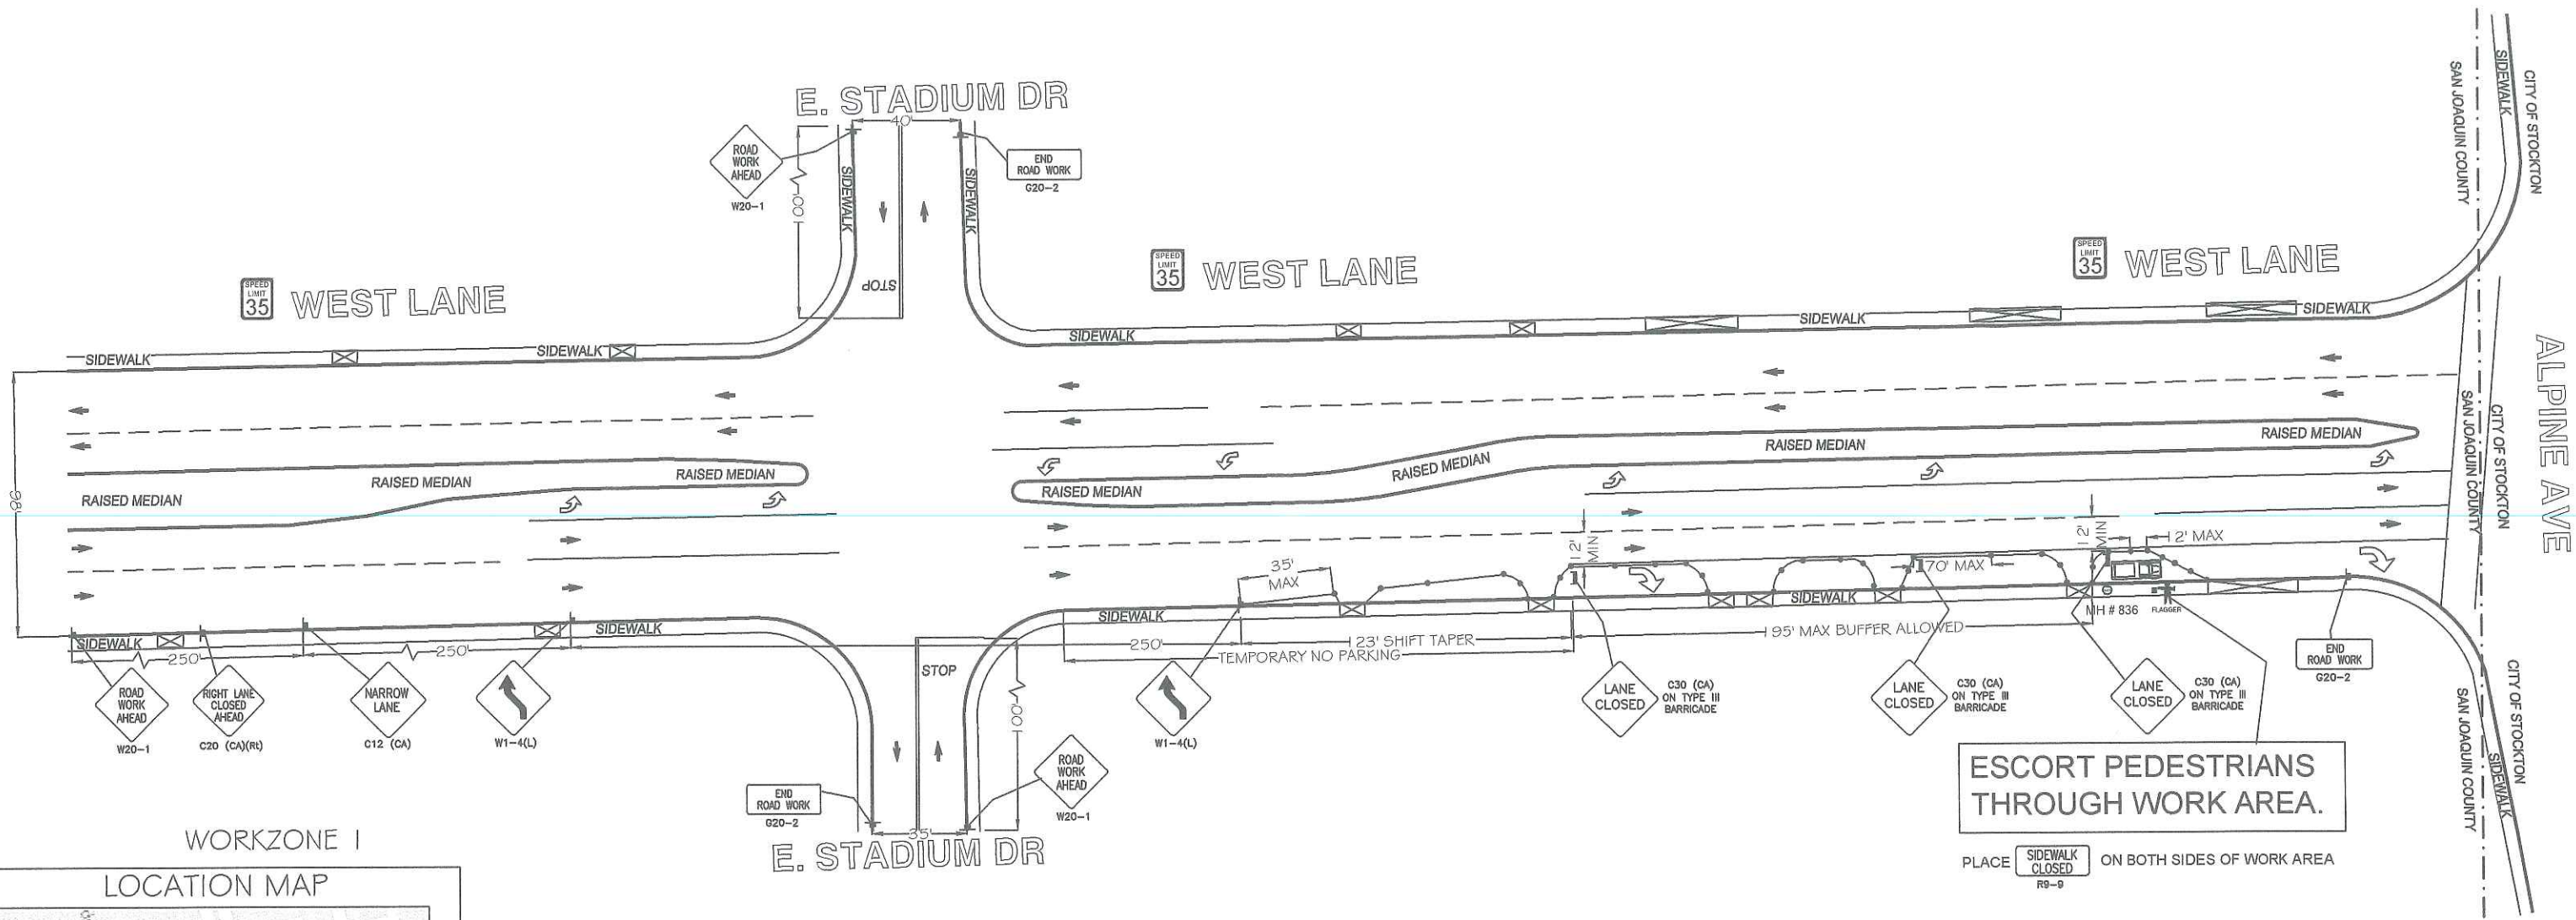 E. STADIUM DR
40'
ROAD
WORK
AHEAD
W20-1
100'
SIDEWALK
SIDEWALK
END
ROAD WORK
G20-2
STOP
SPEED
LIMIT
35
WEST LANE
SPEED
LIMIT
35
WEST LANE
SPEED
LIMIT
35
WEST LANE
SIDEWALK
SAN JOAQUIN COUNTY
CITY OF STOCKTON
SIDEWALK
SIDEWALK
SIDEWALK
SIDEWALK
SIDEWALK
ALPINE AVE
98'
RAISED MEDIAN
RAISED MEDIAN
RAISED MEDIAN
RAISED MEDIAN
RAISED MEDIAN
RAISED MEDIAN
RAISED MEDIAN
SAN JOAQUIN COUNTY
CITY OF STOCKTON
12'
MIN
12'
MIN
12' MAX
35'
MAX
70' MAX
SIDEWALK
SIDEWALK
SIDEWALK
SIDEWALK
MH # 836
FLAGGER
250'
250'
250'
123' SHIFT TAPER
195' MAX BUFFER ALLOWED
TEMPORARY NO PARKING
ROAD
WORK
AHEAD
W20-1
RIGHT LANE
CLOSED
AHEAD
C20 (CA)(Rt)
NARROW
LANE
C12 (CA)
W1-4(L)
STOP
100'
W1-4(L)
LANE
CLOSED
C30 (CA)
ON TYPE III
BARRICADE
LANE
CLOSED
C30 (CA)
ON TYPE III
BARRICADE
LANE
CLOSED
C30 (CA)
ON TYPE III
BARRICADE
END
ROAD WORK
G20-2
END
ROAD WORK
G20-2
ROAD
WORK
AHEAD
W20-1
35'
E. STADIUM DR
ESCORT PEDESTRIANS
THROUGH WORK AREA.
PLACE SIDEWALK CLOSED ON BOTH SIDES OF WORK AREA
R9-9
SAN JOAQUIN COUNTY
CITY OF STOCKTON
SIDEWALK
WORKZONE 1
LOCATION MAP